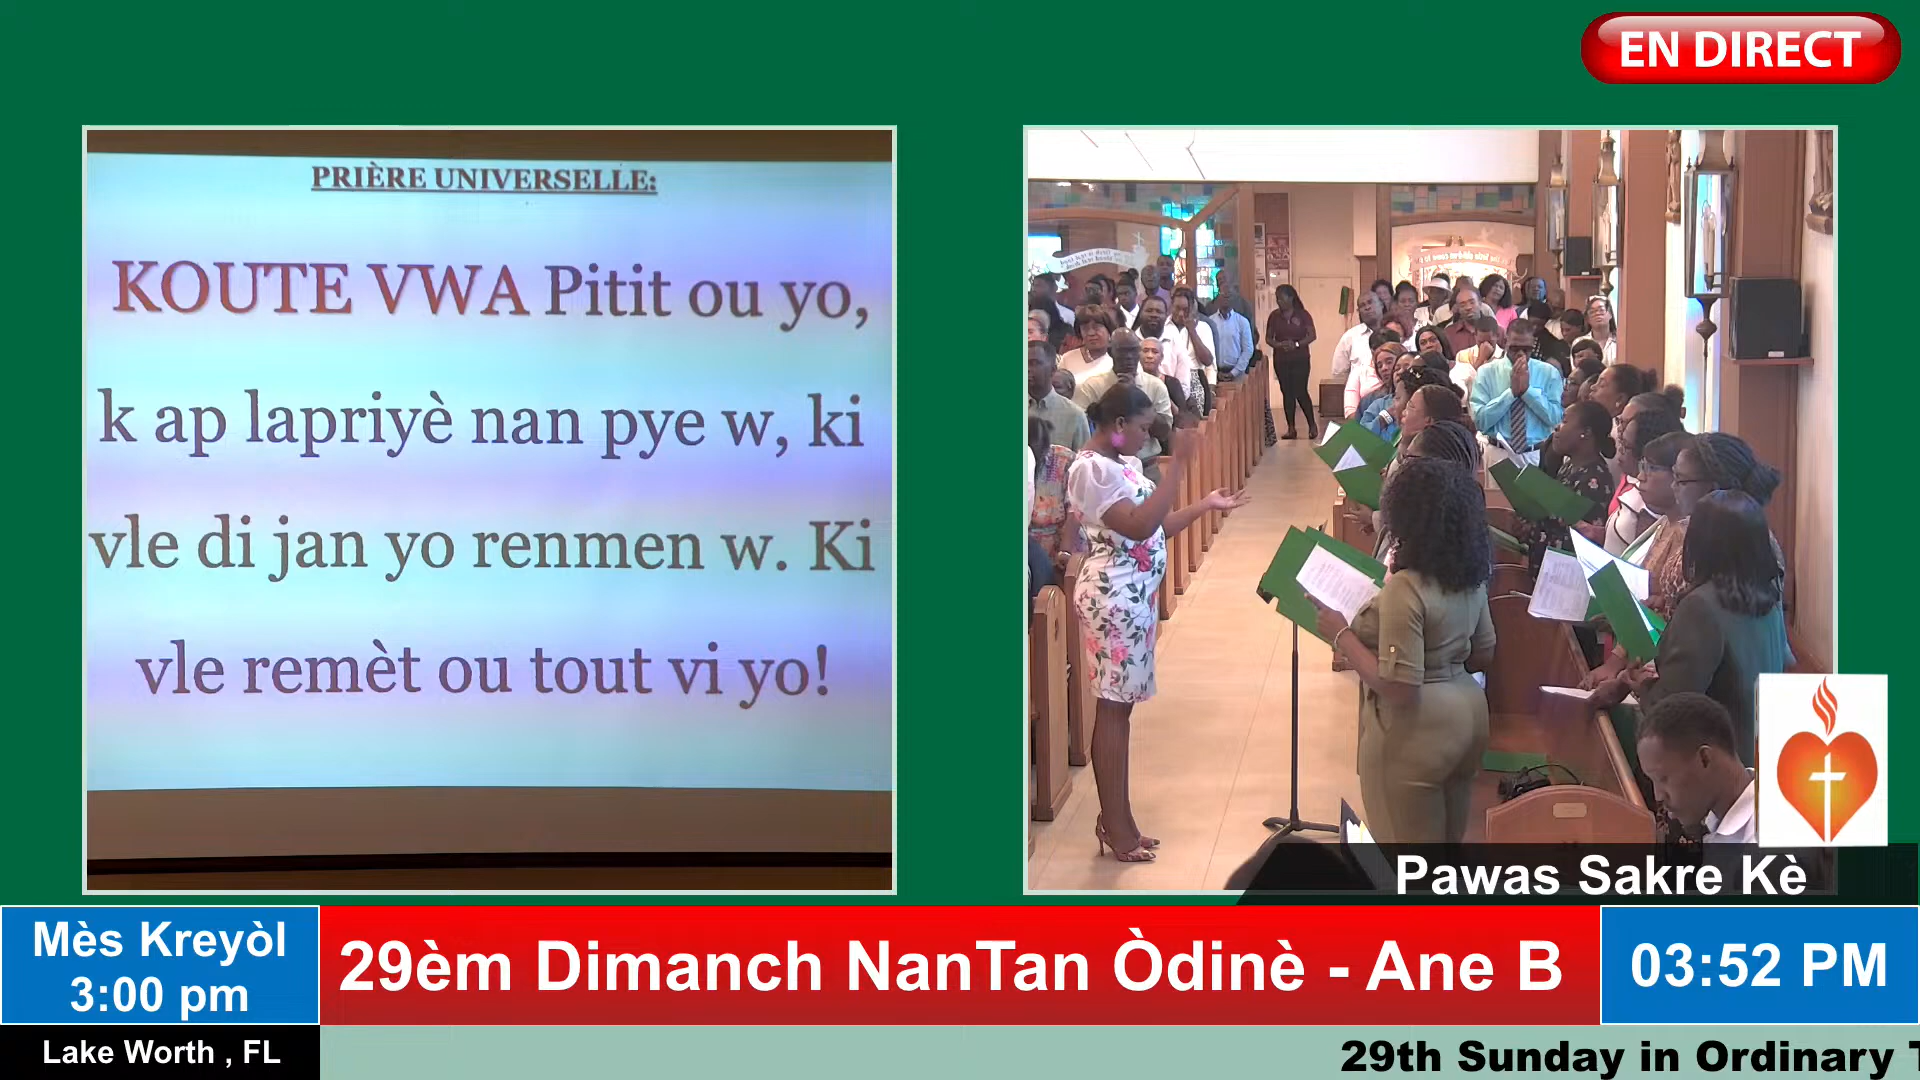 EN DIRECT
PRIÈRE UNIVERSELLE:
KOUTE VWA Pitit ou yo,
k ap lapriyè nan pye w, ki
vle di jan yo renmen w. Ki
vle remèt ou tout vi yo!
Pawas Sakre Kè
Mès Kreyòl
3:00 pm
29èm Dimanch NanTan Òdinè - Ane B
03:52 PM
Lake Worth , FL
29th Sunday in Ordinary